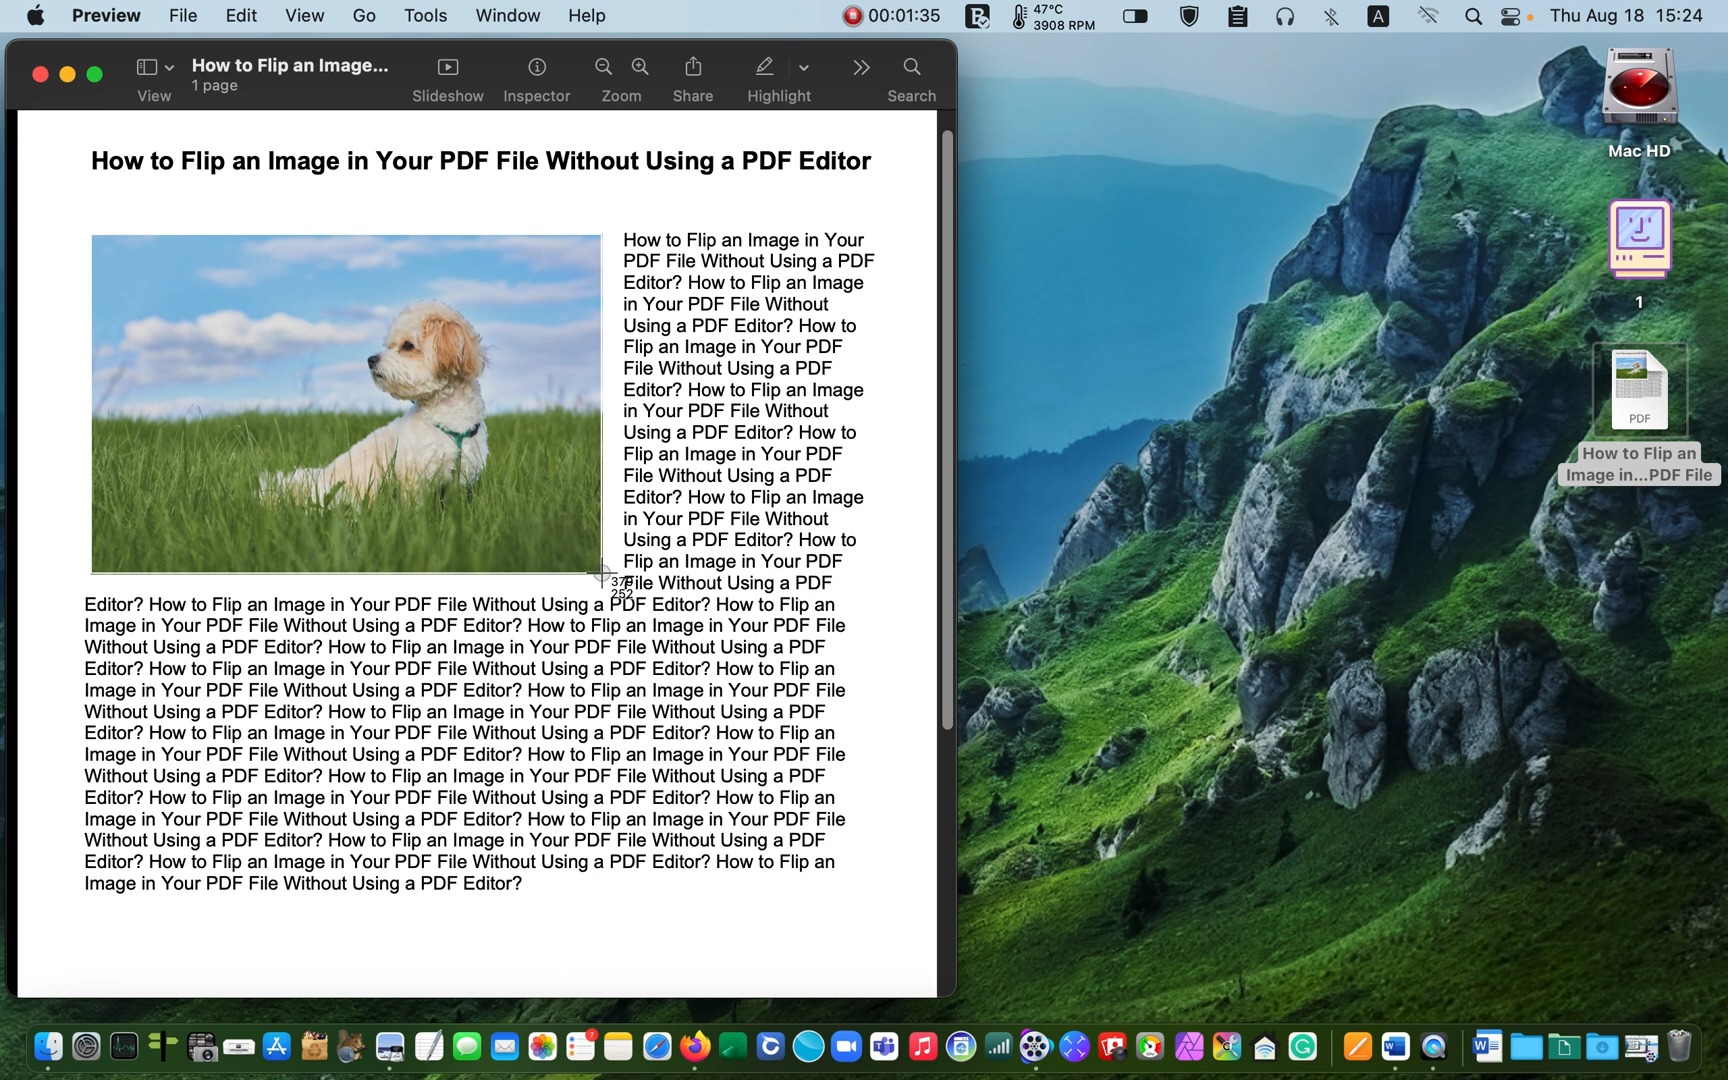 Preview File Edit View Go Tools Window Help 00:01:35 47°C 3908 RPM A Thu Aug 18 15:24
How to Flip an Image...
1 page
View Slideshow Inspector Zoom Share Highlight Search
How to Flip an Image in Your PDF File Without Using a PDF Editor
How to Flip an Image in Your
PDF File Without Using a PDF
Editor? How to Flip an Image
in Your PDF File Without
Using a PDF Editor? How to
Flip an Image in Your PDF
File Without Using a PDF
Editor? How to Flip an Image
in Your PDF File Without
Using a PDF Editor? How to
Flip an Image in Your PDF
File Without Using a PDF
Editor? How to Flip an Image
in Your PDF File Without
Using a PDF Editor? How to
Flip an Image in Your PDF
File Without Using a PDF
252
Editor? How to Flip an Image in Your PDF File Without Using a PDF Editor? How to Flip an
Image in Your PDF File Without Using a PDF Editor? How to Flip an Image in Your PDF File
Without Using a PDF Editor? How to Flip an Image in Your PDF File Without Using a PDF
Editor? How to Flip an Image in Your PDF File Without Using a PDF Editor? How to Flip an
Image in Your PDF File Without Using a PDF Editor? How to Flip an Image in Your PDF File
Without Using a PDF Editor? How to Flip an Image in Your PDF File Without Using a PDF
Editor? How to Flip an Image in Your PDF File Without Using a PDF Editor? How to Flip an
Image in Your PDF File Without Using a PDF Editor? How to Flip an Image in Your PDF File
Without Using a PDF Editor? How to Flip an Image in Your PDF File Without Using a PDF
Editor? How to Flip an Image in Your PDF File Without Using a PDF Editor? How to Flip an
Image in Your PDF File Without Using a PDF Editor? How to Flip an Image in Your PDF File
Without Using a PDF Editor? How to Flip an Image in Your PDF File Without Using a PDF
Editor? How to Flip an Image in Your PDF File Without Using a PDF Editor? How to Flip an
Image in Your PDF File Without Using a PDF Editor?
Mac HD
1
PDF
How to Flip an
Image in...PDF File
7